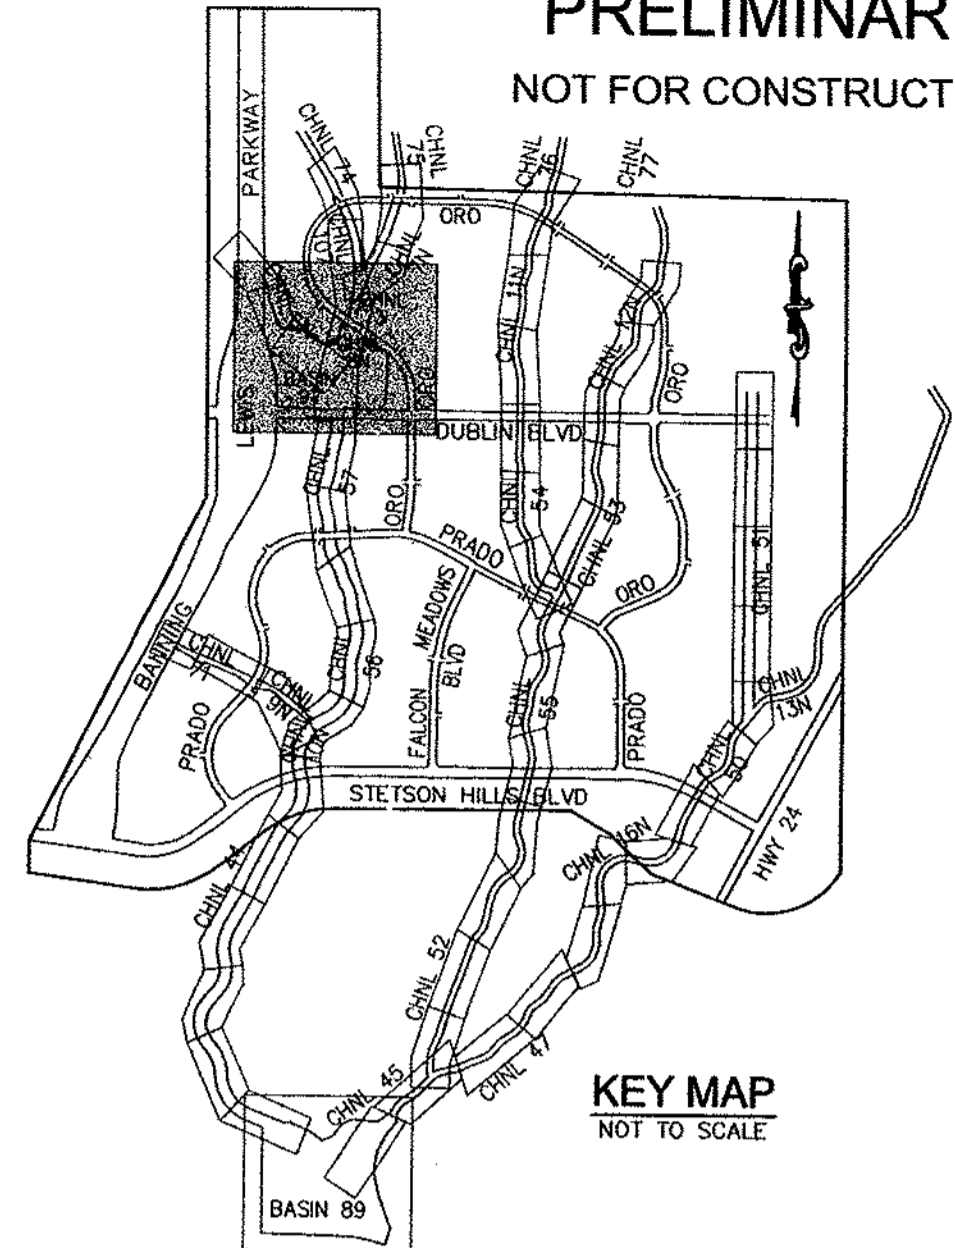 PRELIMINAR
NOT FOR CONSTRUCT
PARKWAY
CHNL 74
CHNL 75
CHNL 76
CHNL 77
ORO
CHNL 11N
CHNL 12N
ORO
BASIN
LEWIS
DUBLIN BLVD
CHNL 57
ORO
CHNL 54
CHNL 53
CHNL 51
PRADO
ORO
MEADOWS
BLVD
FALCON
BANNING
CHNL 71
CHNL 9N
CHNL 10N
CHNL 56
CHNL 55
CHNL 13N
PRADO
PRADO
CHNL 50
STETSON HILLS BLVD
HWY 24
CHNL 16N
CHNL 44
CHNL 52
CHNL 47
CHNL 45
KEY MAP
NOT TO SCALE
BASIN 89